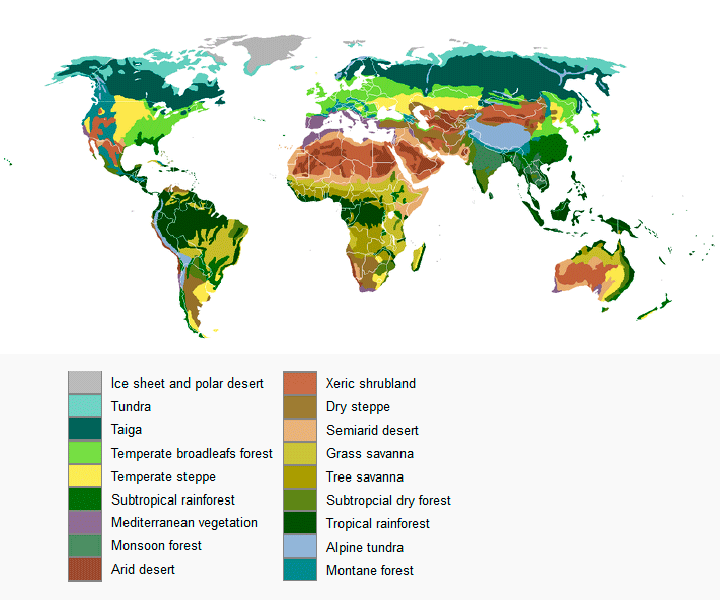 Ice sheet and polar desert
Tundra
Taiga
Temperate broadleafs forest
Temperate steppe
Subtropical rainforest
Mediterranean vegetation
Monsoon forest
Arid desert
Xeric shrubland
Dry steppe
Semiarid desert
Grass savanna
Tree savanna
Subtropcial dry forest
Tropical rainforest
Alpine tundra
Montane forest